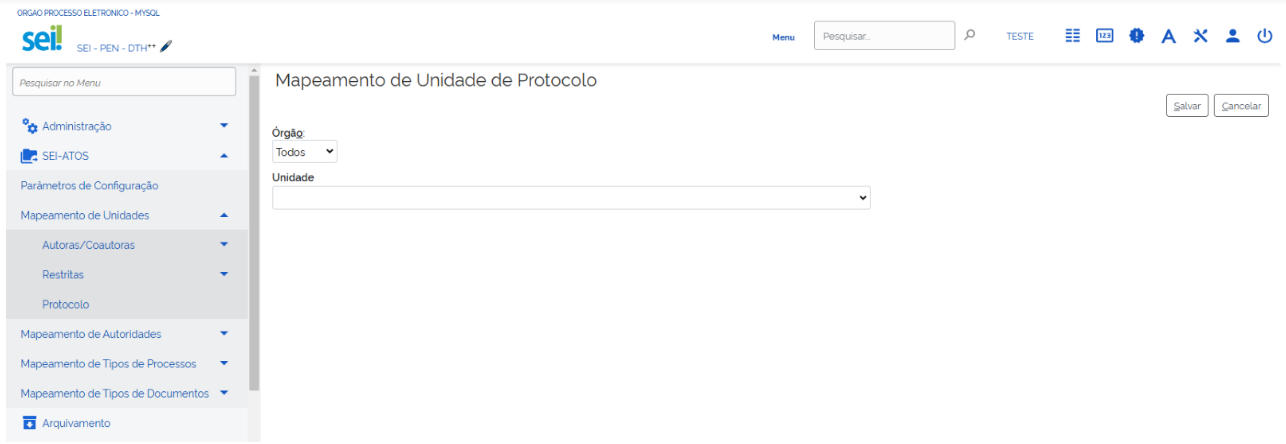 ORGAO PROCESSO ELETRONICO - MYSQL
sei!
SEI - PEN - DTH++
Menu
Pesquisar...
TESTE
123
A
Pesquisar no Menu
Administração
SEI-ATOS
Parâmetros de Configuração
Mapeamento de Unidades
Autoras/Coautoras
Restritas
Protocolo
Mapeamento de Autoridades
Mapeamento de Tipos de Processos
Mapeamento de Tipos de Documentos
Arquivamento
Mapeamento de Unidade de Protocolo
Salvar Cancelar
Órgão:
Todos
Unidade